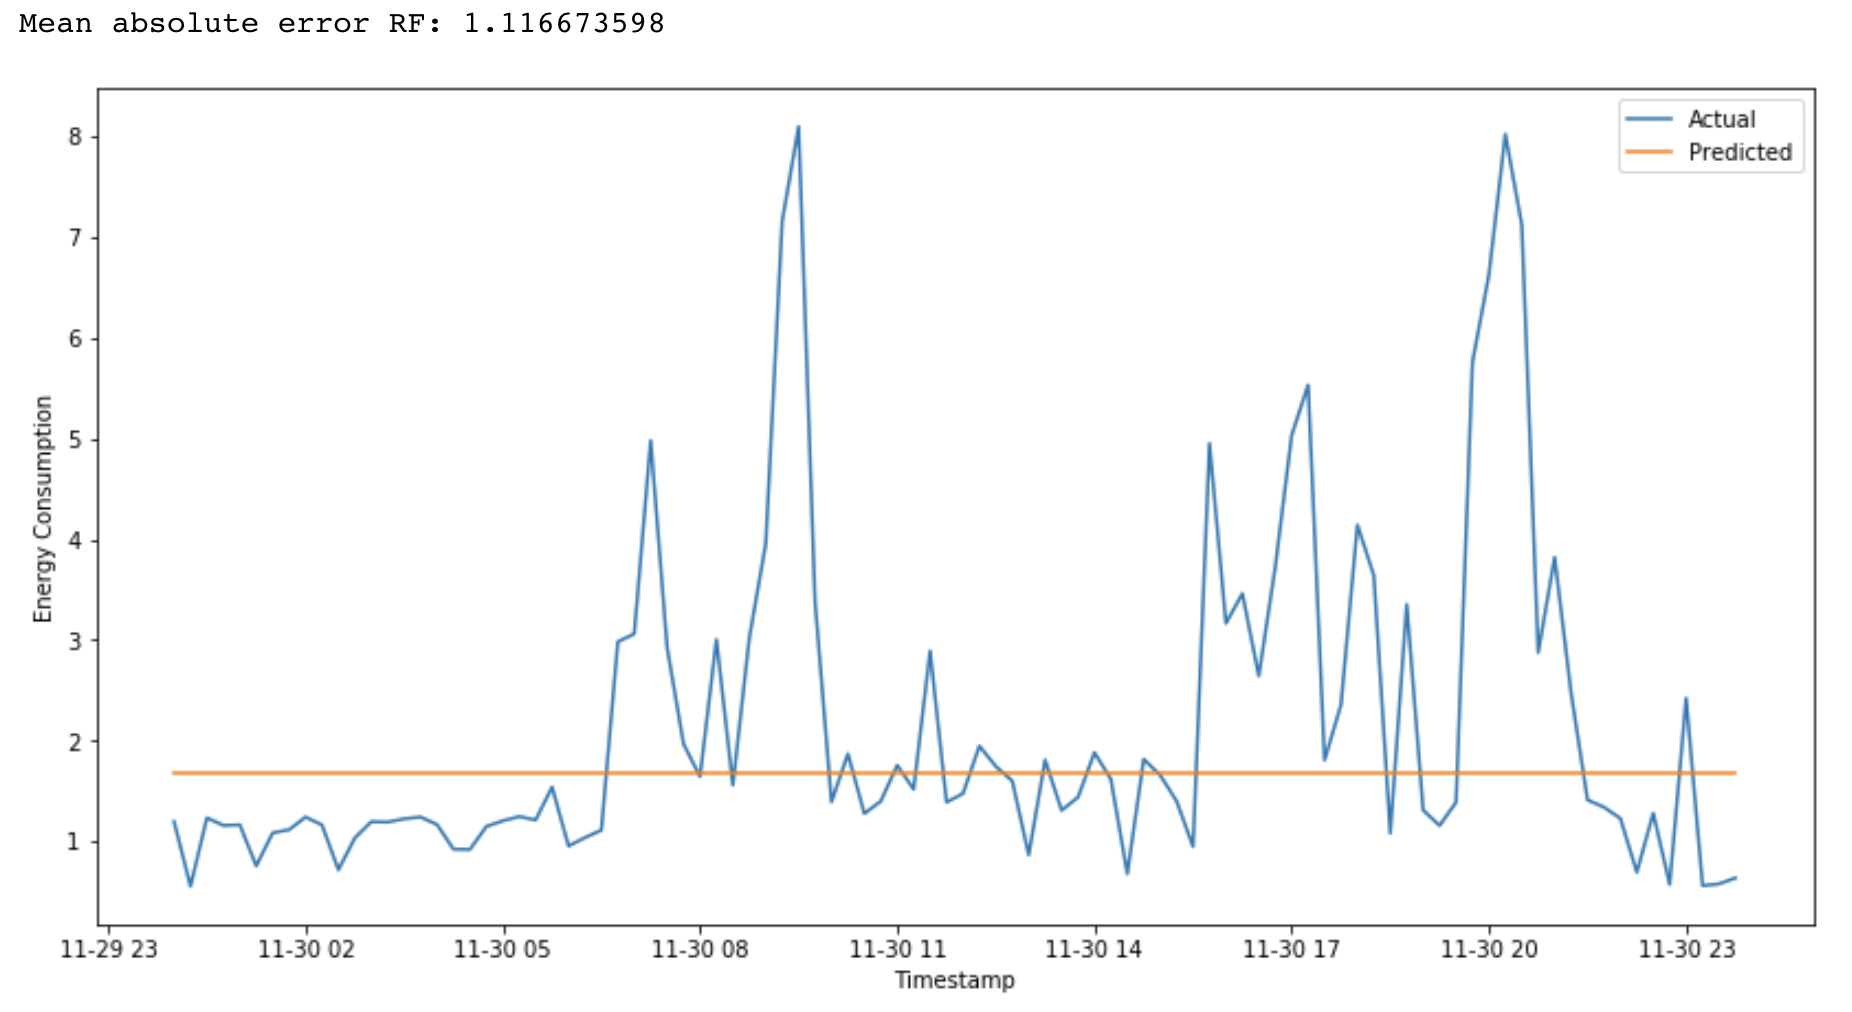 Mean absolute error RF: 1.116673598
Actual
Predicted
8
7
6
5
4
3
2
1
Energy Consumption
11-29 23 11-30 02 11-30 05 11-30 08 11-30 11 11-30 14 11-30 17 11-30 20 11-30 23
Timestamp